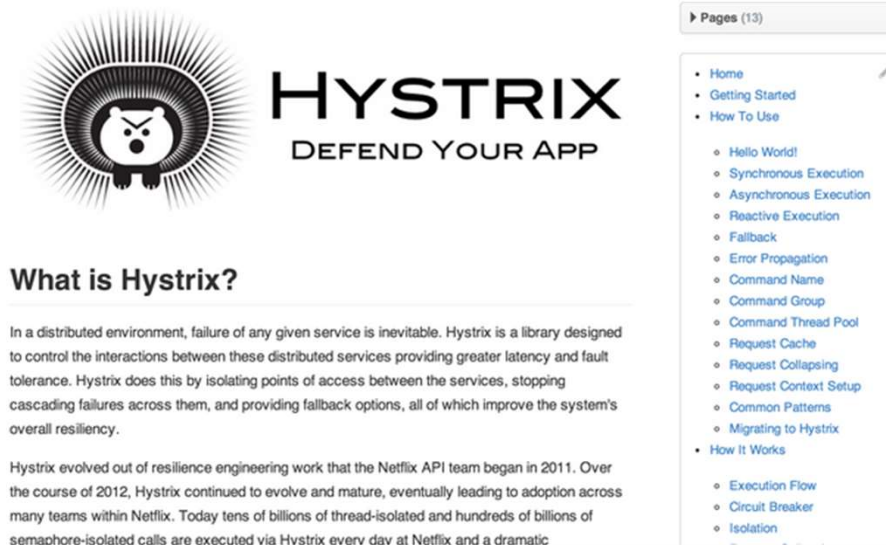 HYSTRIX
DEFEND YOUR APP
What is Hystrix?
In a distributed environment, failure of any given service is inevitable. Hystrix is a library designed
to control the interactions between these distributed services providing greater latency and fault
tolerance. Hystrix does this by isolating points of access between the services, stopping
cascading failures across them, and providing fallback options, all of which improve the system's
overall resiliency.
Hystrix evolved out of resilience engineering work that the Netflix API team began in 2011. Over
the course of 2012, Hystrix continued to evolve and mature, eventually leading to adoption across
many teams within Netflix. Today tens of billions of thread-isolated and hundreds of billions of
semaphore-isolated calls are executed via Hystrix every day at Netflix and a dramatic
Pages (13)
Home
Getting Started
How To Use
Hello World!
Synchronous Execution
Asynchronous Execution
Reactive Execution
Fallback
Error Propagation
Command Name
Command Group
Command Thread Pool
Request Cache
Request Collapsing
Request Context Setup
Common Patterns
Migrating to Hystrix
How It Works
Execution Flow
Circuit Breaker
Isolation